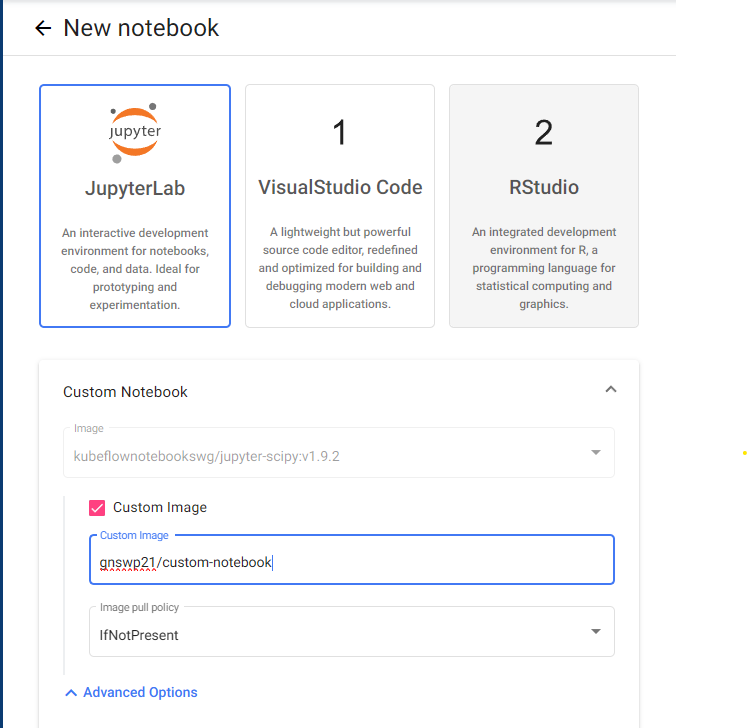 New notebook
jupyter
JupyterLab
An interactive development
environment for notebooks,
code, and data. Ideal for
prototyping and
experimentation.
1
VisualStudio Code
A lightweight but powerful
source code editor, redefined
and optimized for building and
debugging modern web and
cloud applications.
2
RStudio
An integrated development
environment for R, a
programming language for
statistical computing and
graphics.
Custom Notebook
Image
kubeflownotebookswg/jupyter-scipy:v1.9.2
Custom Image
Custom Image
gnswp21/custom-notebook
Image pull policy
IfNotPresent
Advanced Options